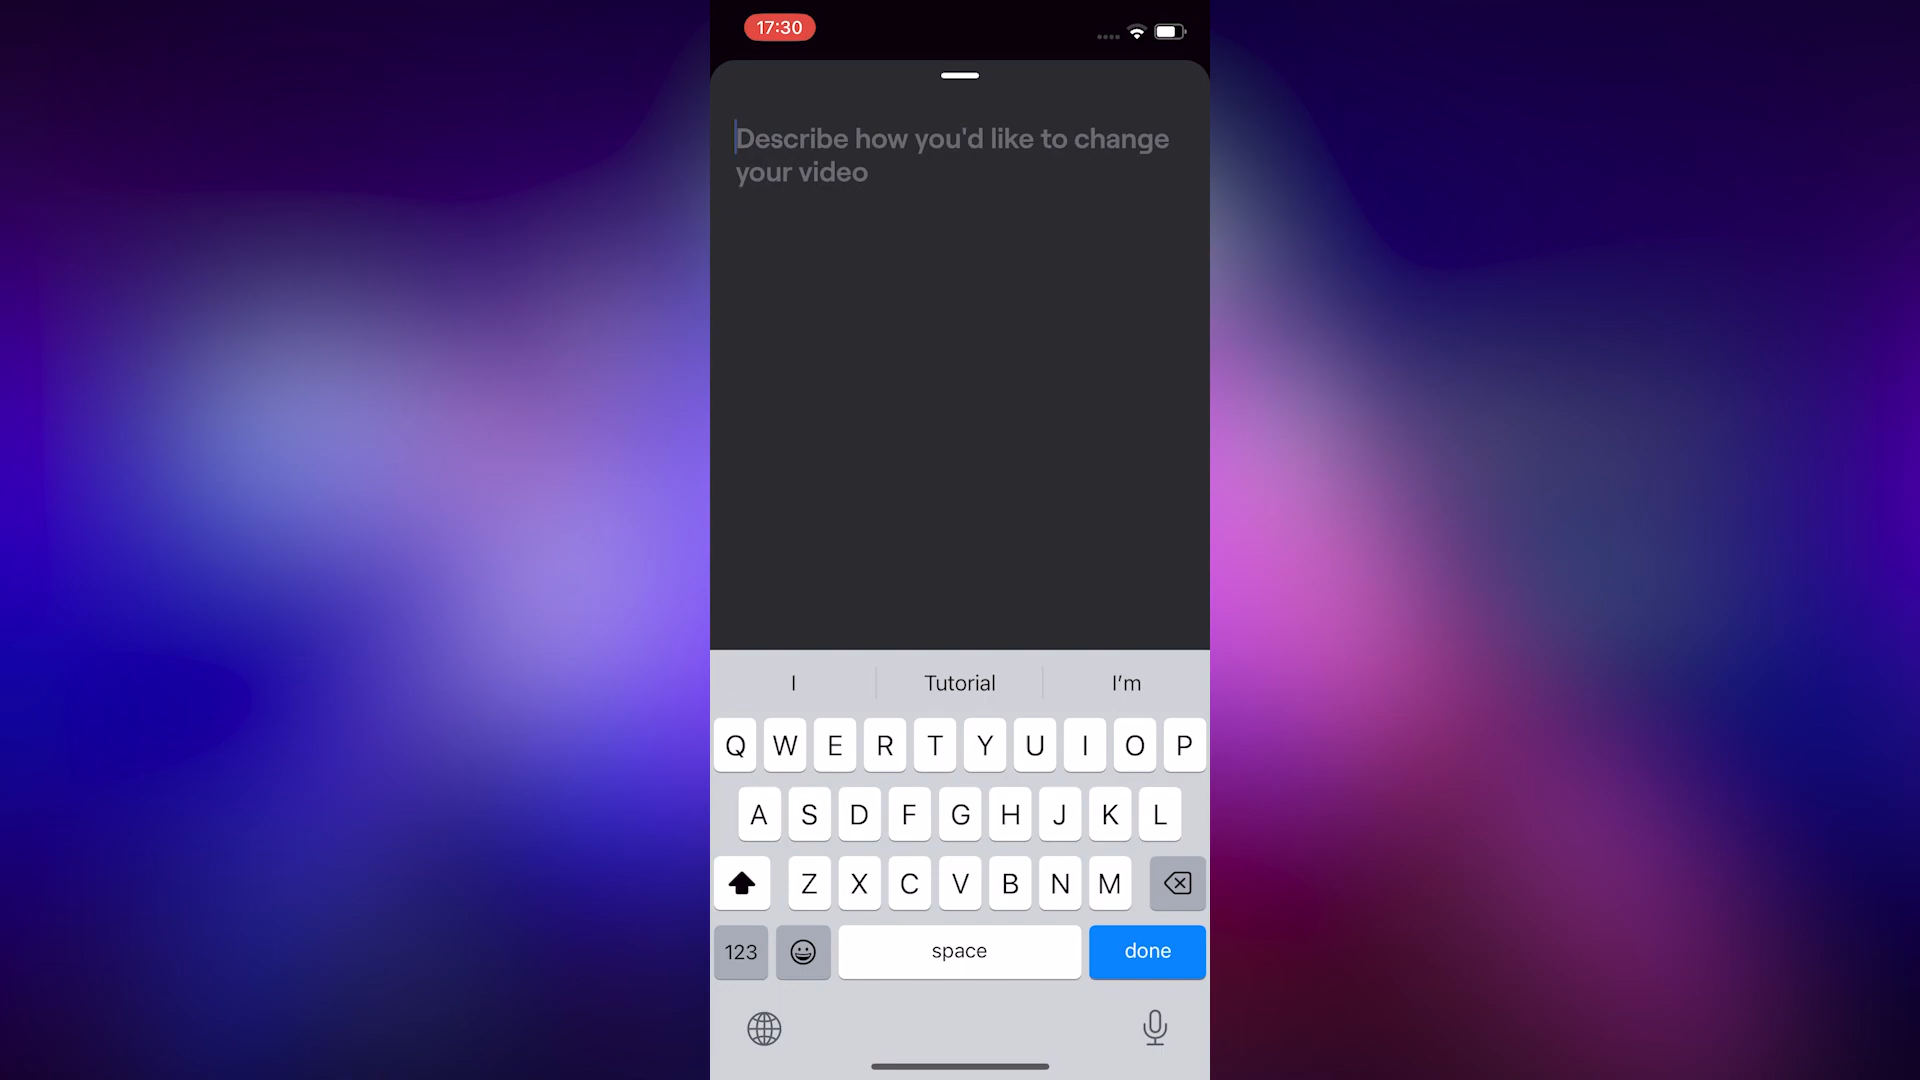 17:30
Describe how you'd like to change
your video
I Tutorial I'm
Q W E R T Y U I O P
A S D F G H J K L
Z X C V B N M
123 space done